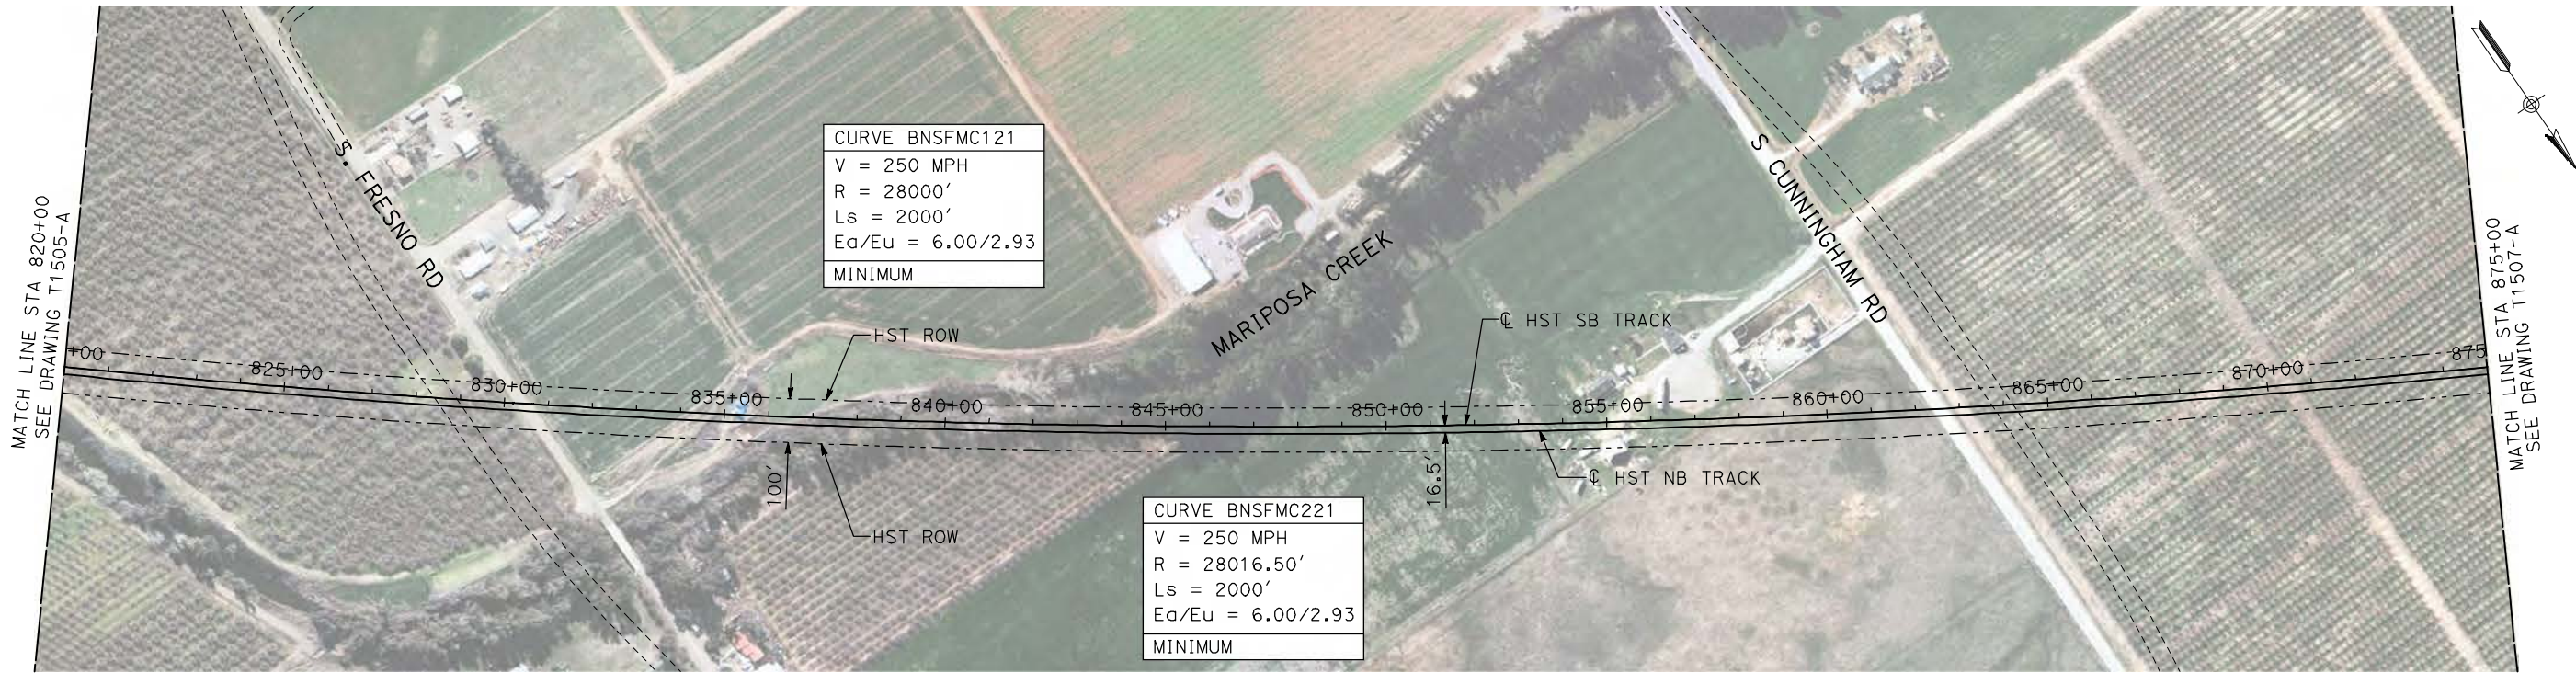 S. FRESNO RD
CURVE BNSFMC121
V = 250 MPH
R = 28000′
Ls = 2000′
Ea/Eu = 6.00/2.93
MINIMUM
S CUNNINGHAM RD
MATCH LINE STA 820+00
SEE DRAWING T1505-A
MATCH LINE STA 875+00
SEE DRAWING T1507-A
MARIPOSA CREEK
HST ROW
℄ HST SB TRACK
+00
825+00
830+00
835+00
840+00
845+00
850+00
855+00
860+00
865+00
870+00
875
100′
16.5′
℄ HST NB TRACK
HST ROW
CURVE BNSFMC221
V = 250 MPH
R = 28016.50′
Ls = 2000′
Ea/Eu = 6.00/2.93
MINIMUM